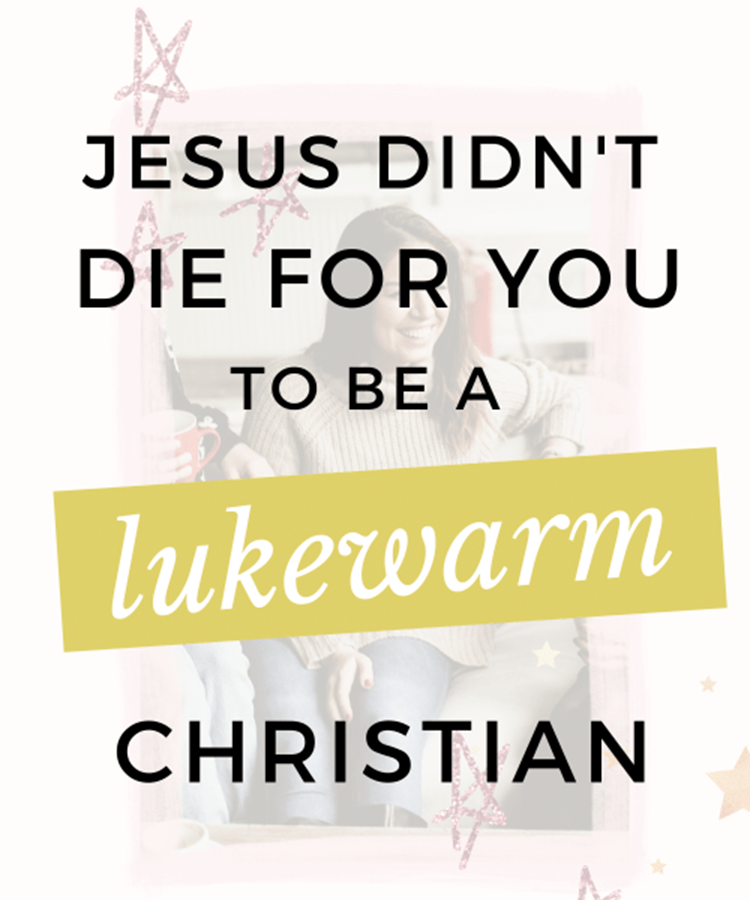 JESUS DIDN'T
DIE FOR YOU
TO BE A
lukewarm
CHRISTIAN